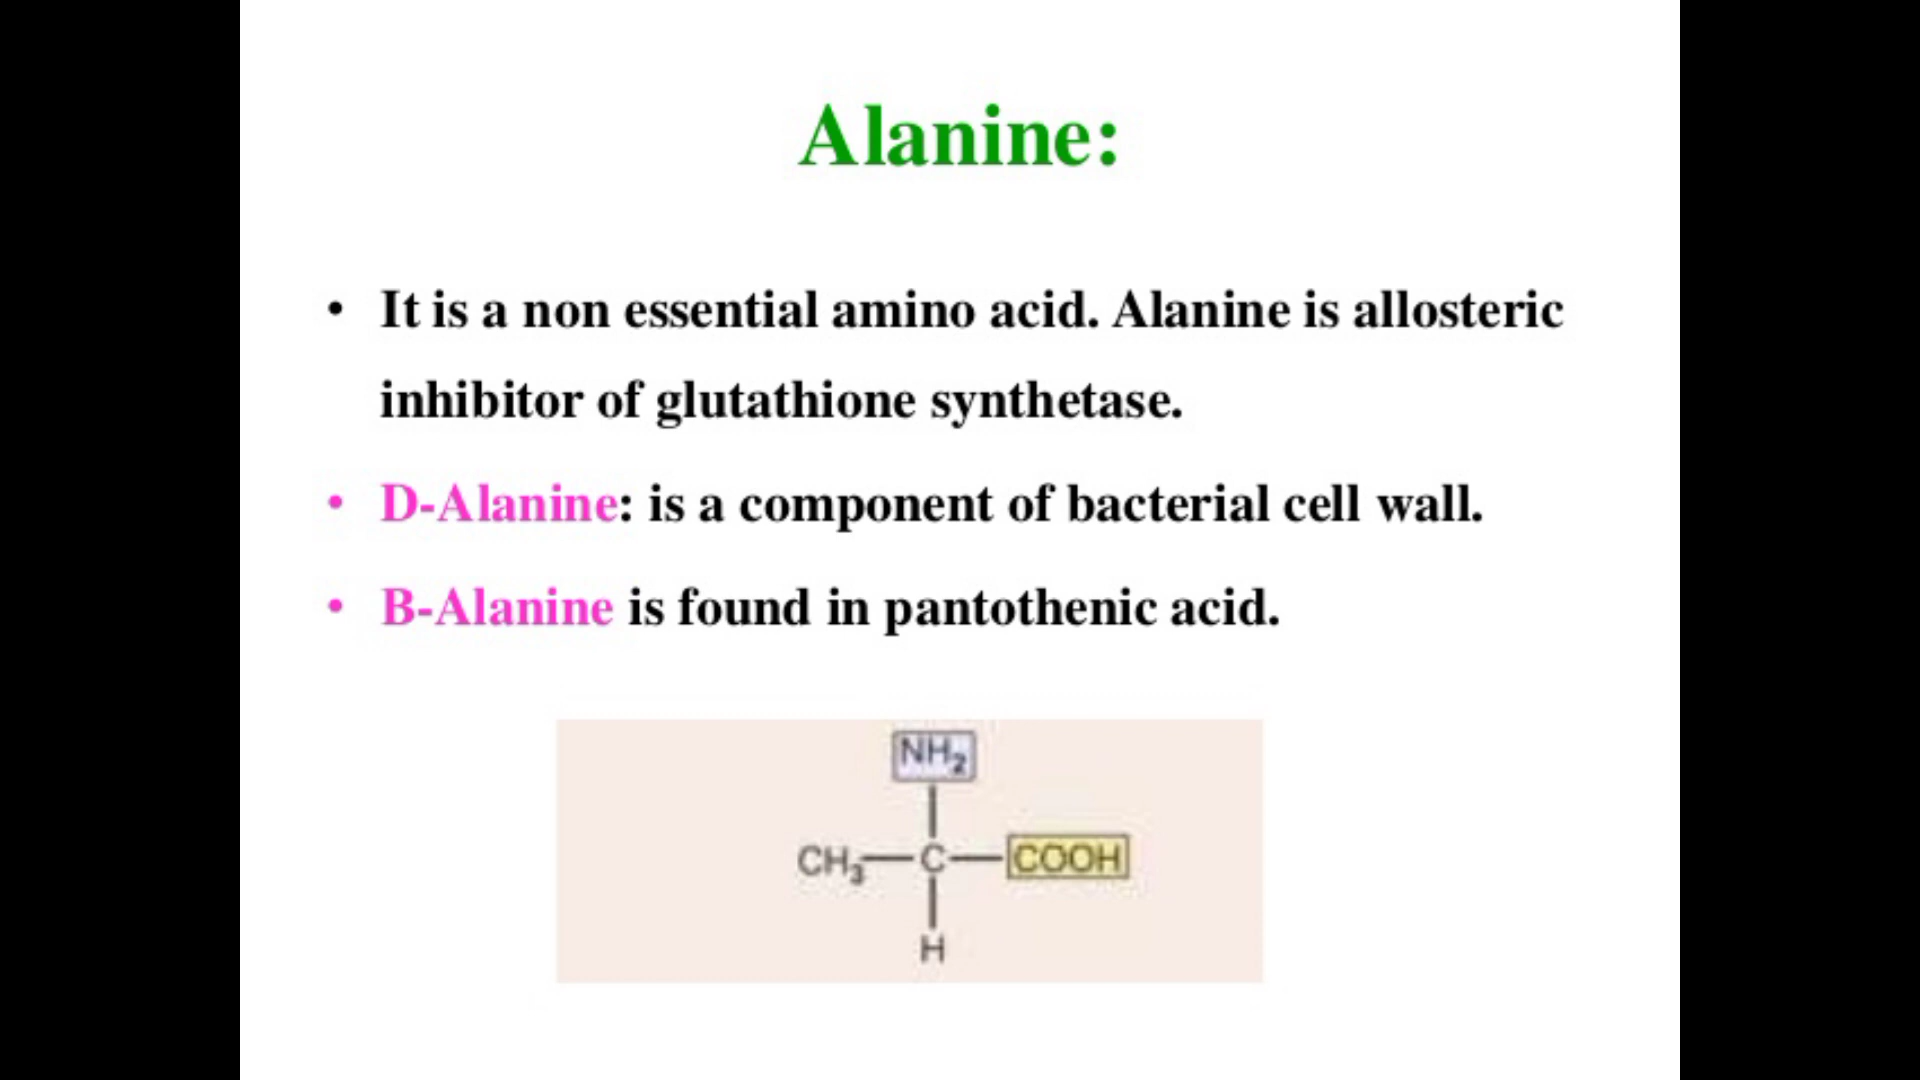 Alanine:
• It is a non essential amino acid. Alanine is allosteric
inhibitor of glutathione synthetase.
• D-Alanine: is a component of bacterial cell wall.
• B-Alanine is found in pantothenic acid.
NH₂
CH₃—C—COOH
H